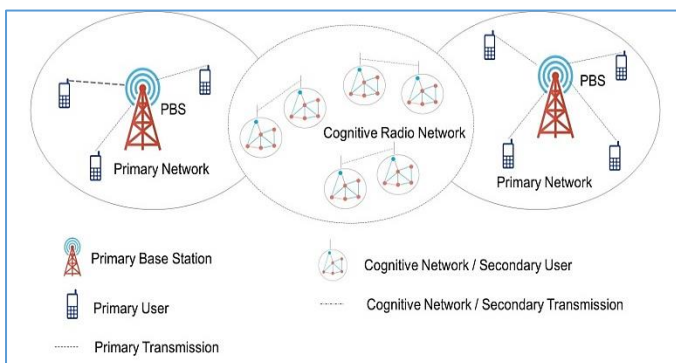 PBS
Primary Network
Cognitive Radio Network
PBS
Primary Network
Primary Base Station
Cognitive Network / Secondary User
Primary User
Cognitive Network / Secondary Transmission
Primary Transmission